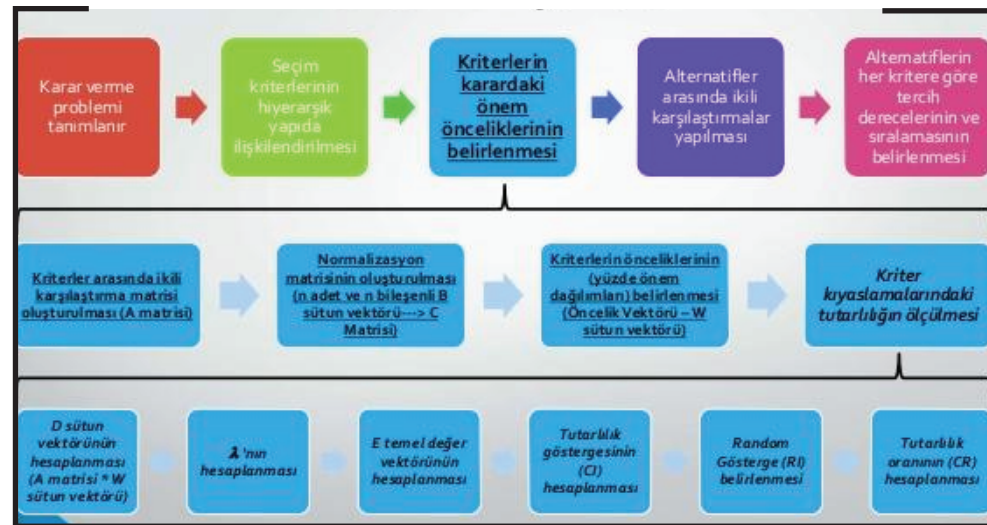 Karar verme
problemi
tanımlanır
Seçim
kriterlerinin
hiyerarşik
yapıda
ilişkilendirilmesi
Kriterlerin
karardaki
önem
önceliklerinin
belirlenmesi
Alternatifler
arasında ikili
karşılaştırmalar
yapılması
Alternatiflerin
her kritere göre
tercih
derecelerinin ve
sıralamasının
belirlenmesi
Kriterler arasında ikili
karşılaştırma matrisi
oluşturulması (A matrisi)
Normalizasyon
matrisinin oluşturulması
(n adet ve n bileşenli B
sütun vektörü---> C
Matrisi)
Kriterlerin önceliklerinin
(yüzde önem
dağılımları) belirlenmesi
(Öncelik Vektörü – W
sütun vektörü)
Kriter
kıyaslamalarındaki
tutarlılığın ölçülmesi
D sütun
vektörünün
hesaplanması
(A matrisi * W
sütun vektörü)
λ'nın
hesaplanması
E temel değer
vektörünün
hesaplanması
Tutarlılık
göstergesinin
(CI)
hesaplanması
Random
Gösterge (RI)
belirlenmesi
Tutarlılık
oranının (CR)
hesaplanması